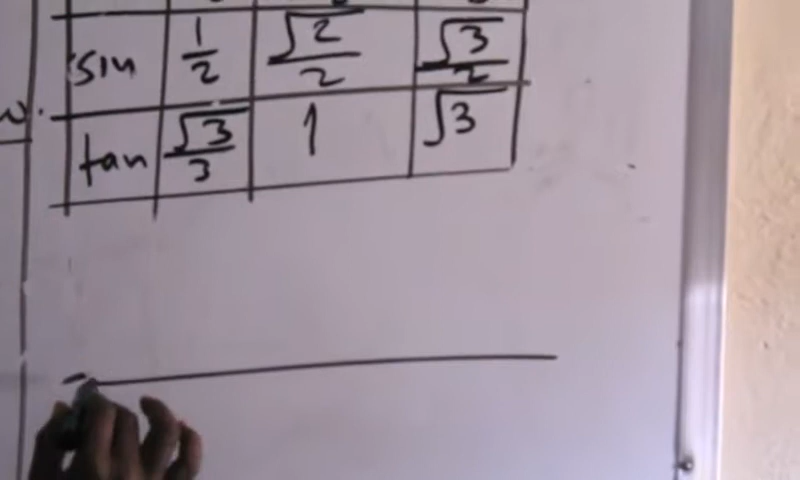 sin 1/2 √2/2 √3/2
tan √3/3 1 √3